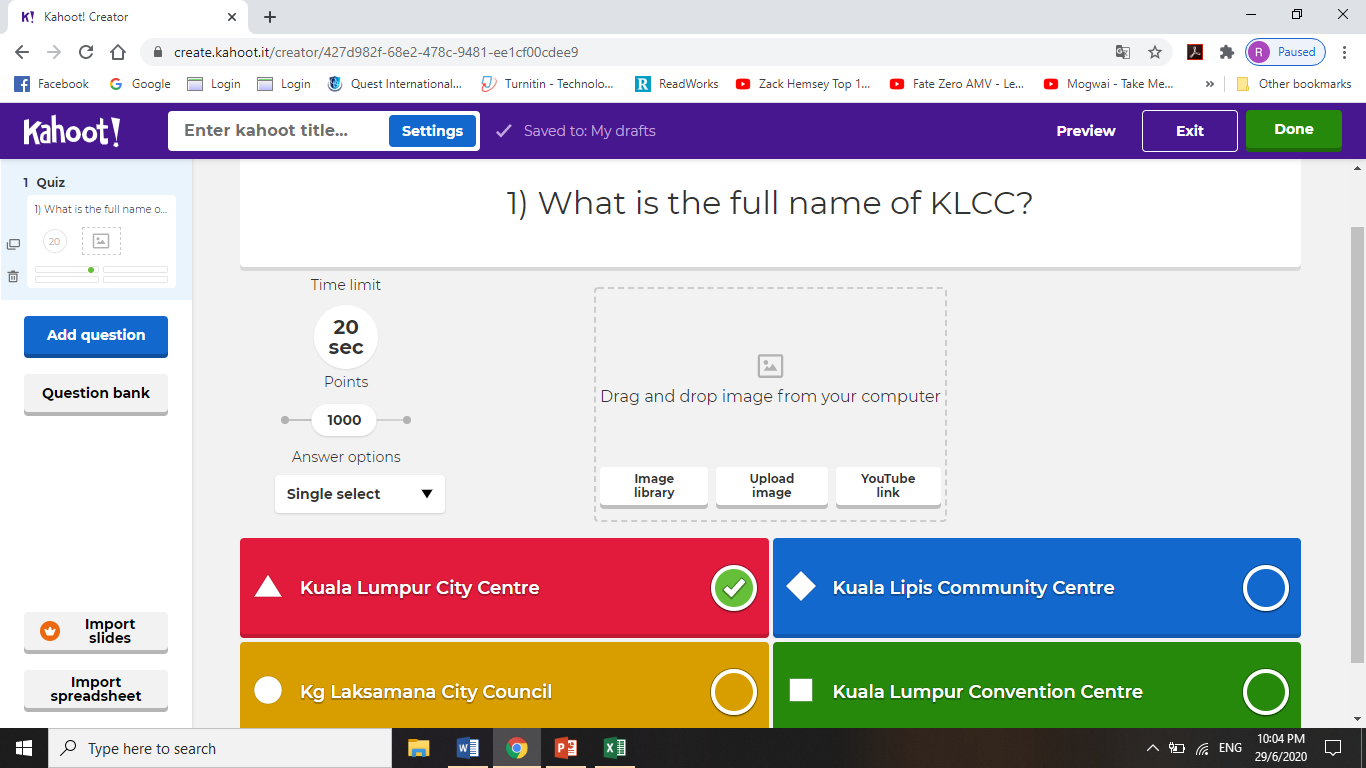 Kahoot! Creator
create.kahoot.it/creator/427d982f-68e2-478c-9481-ee1cf00cdee9
R Paused
Facebook Google Login Login Quest International... Turnitin - Technolo... ReadWorks Zack Hemsey Top 1... Fate Zero AMV - Le... Mogwai - Take Me... » Other bookmarks
Kahoot! Enter kahoot title... Settings Saved to: My drafts Preview Exit Done
1 Quiz
1) What is the full name o...
20
Add question
Question bank
Import
slides
Import
spreadsheet
1) What is the full name of KLCC?
Time limit
20
sec
Points
1000
Answer options
Single select
Drag and drop image from your computer
Image
library
Upload
image
YouTube
link
Kuala Lumpur City Centre
Kuala Lipis Community Centre
Kg Laksamana City Council
Kuala Lumpur Convention Centre
Type here to search
ENG
10:04 PM
29/6/2020